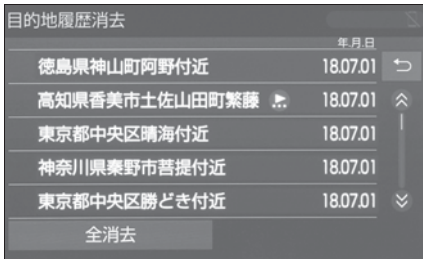 目的地履歴消去
年月日
徳島県神山町阿野付近 18.07.01
高知県香美市土佐山田町繁藤 18.07.01
東京都中央区晴海付近 18.07.01
神奈川県秦野市菩提付近 18.07.01
東京都中央区勝どき付近 18.07.01
全消去